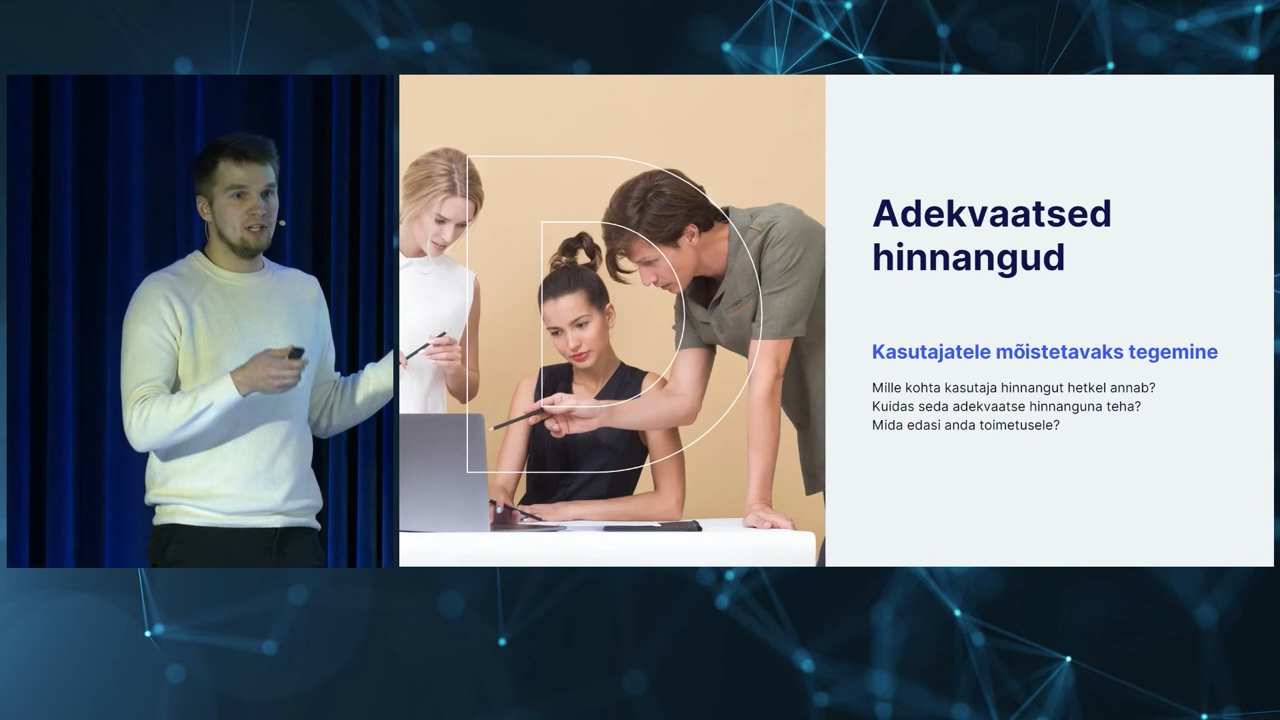 Adekvaatsed
hinnangud
Kasutajatele mõistetavaks tegemine
Mille kohta kasutaja hinnangut hetkel annab?
Kuidas seda adekvaatse hinnanguna teha?
Mida edasi anda toimetusele?